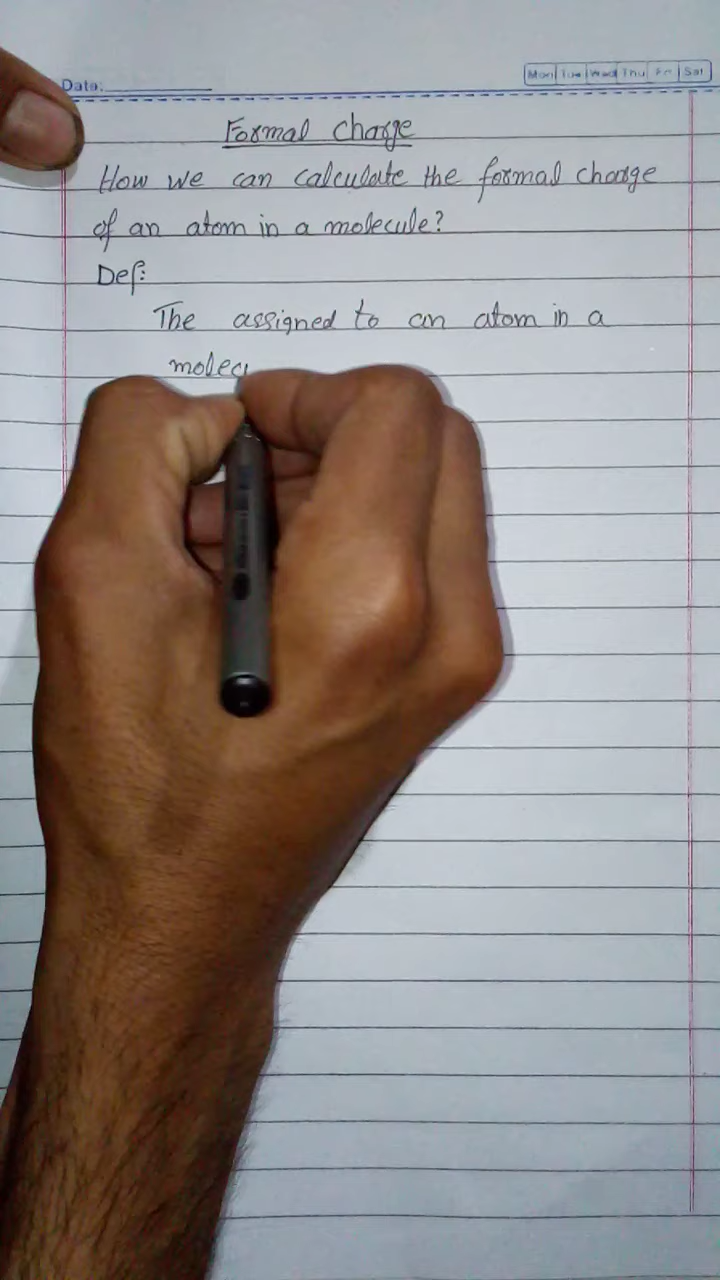 Date:
Mon Tue Wed Thu Fri Sat
Formal Charge
How we can calculate the formal charge
of an atom in a molecule?
Def:
The assigned to an atom in a
molecu